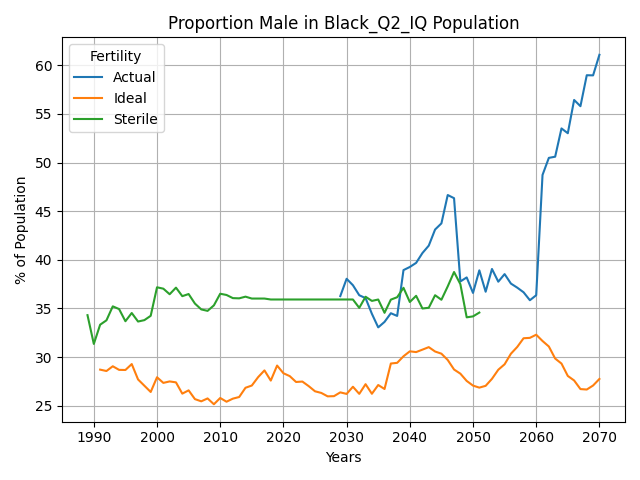 Proportion Male in Black_Q2_IQ Population
Fertility
Actual
Ideal
Sterile
% of Population
60
55
50
45
40
35
30
25
1990 2000 2010 2020 2030 2040 2050 2060 2070
Years